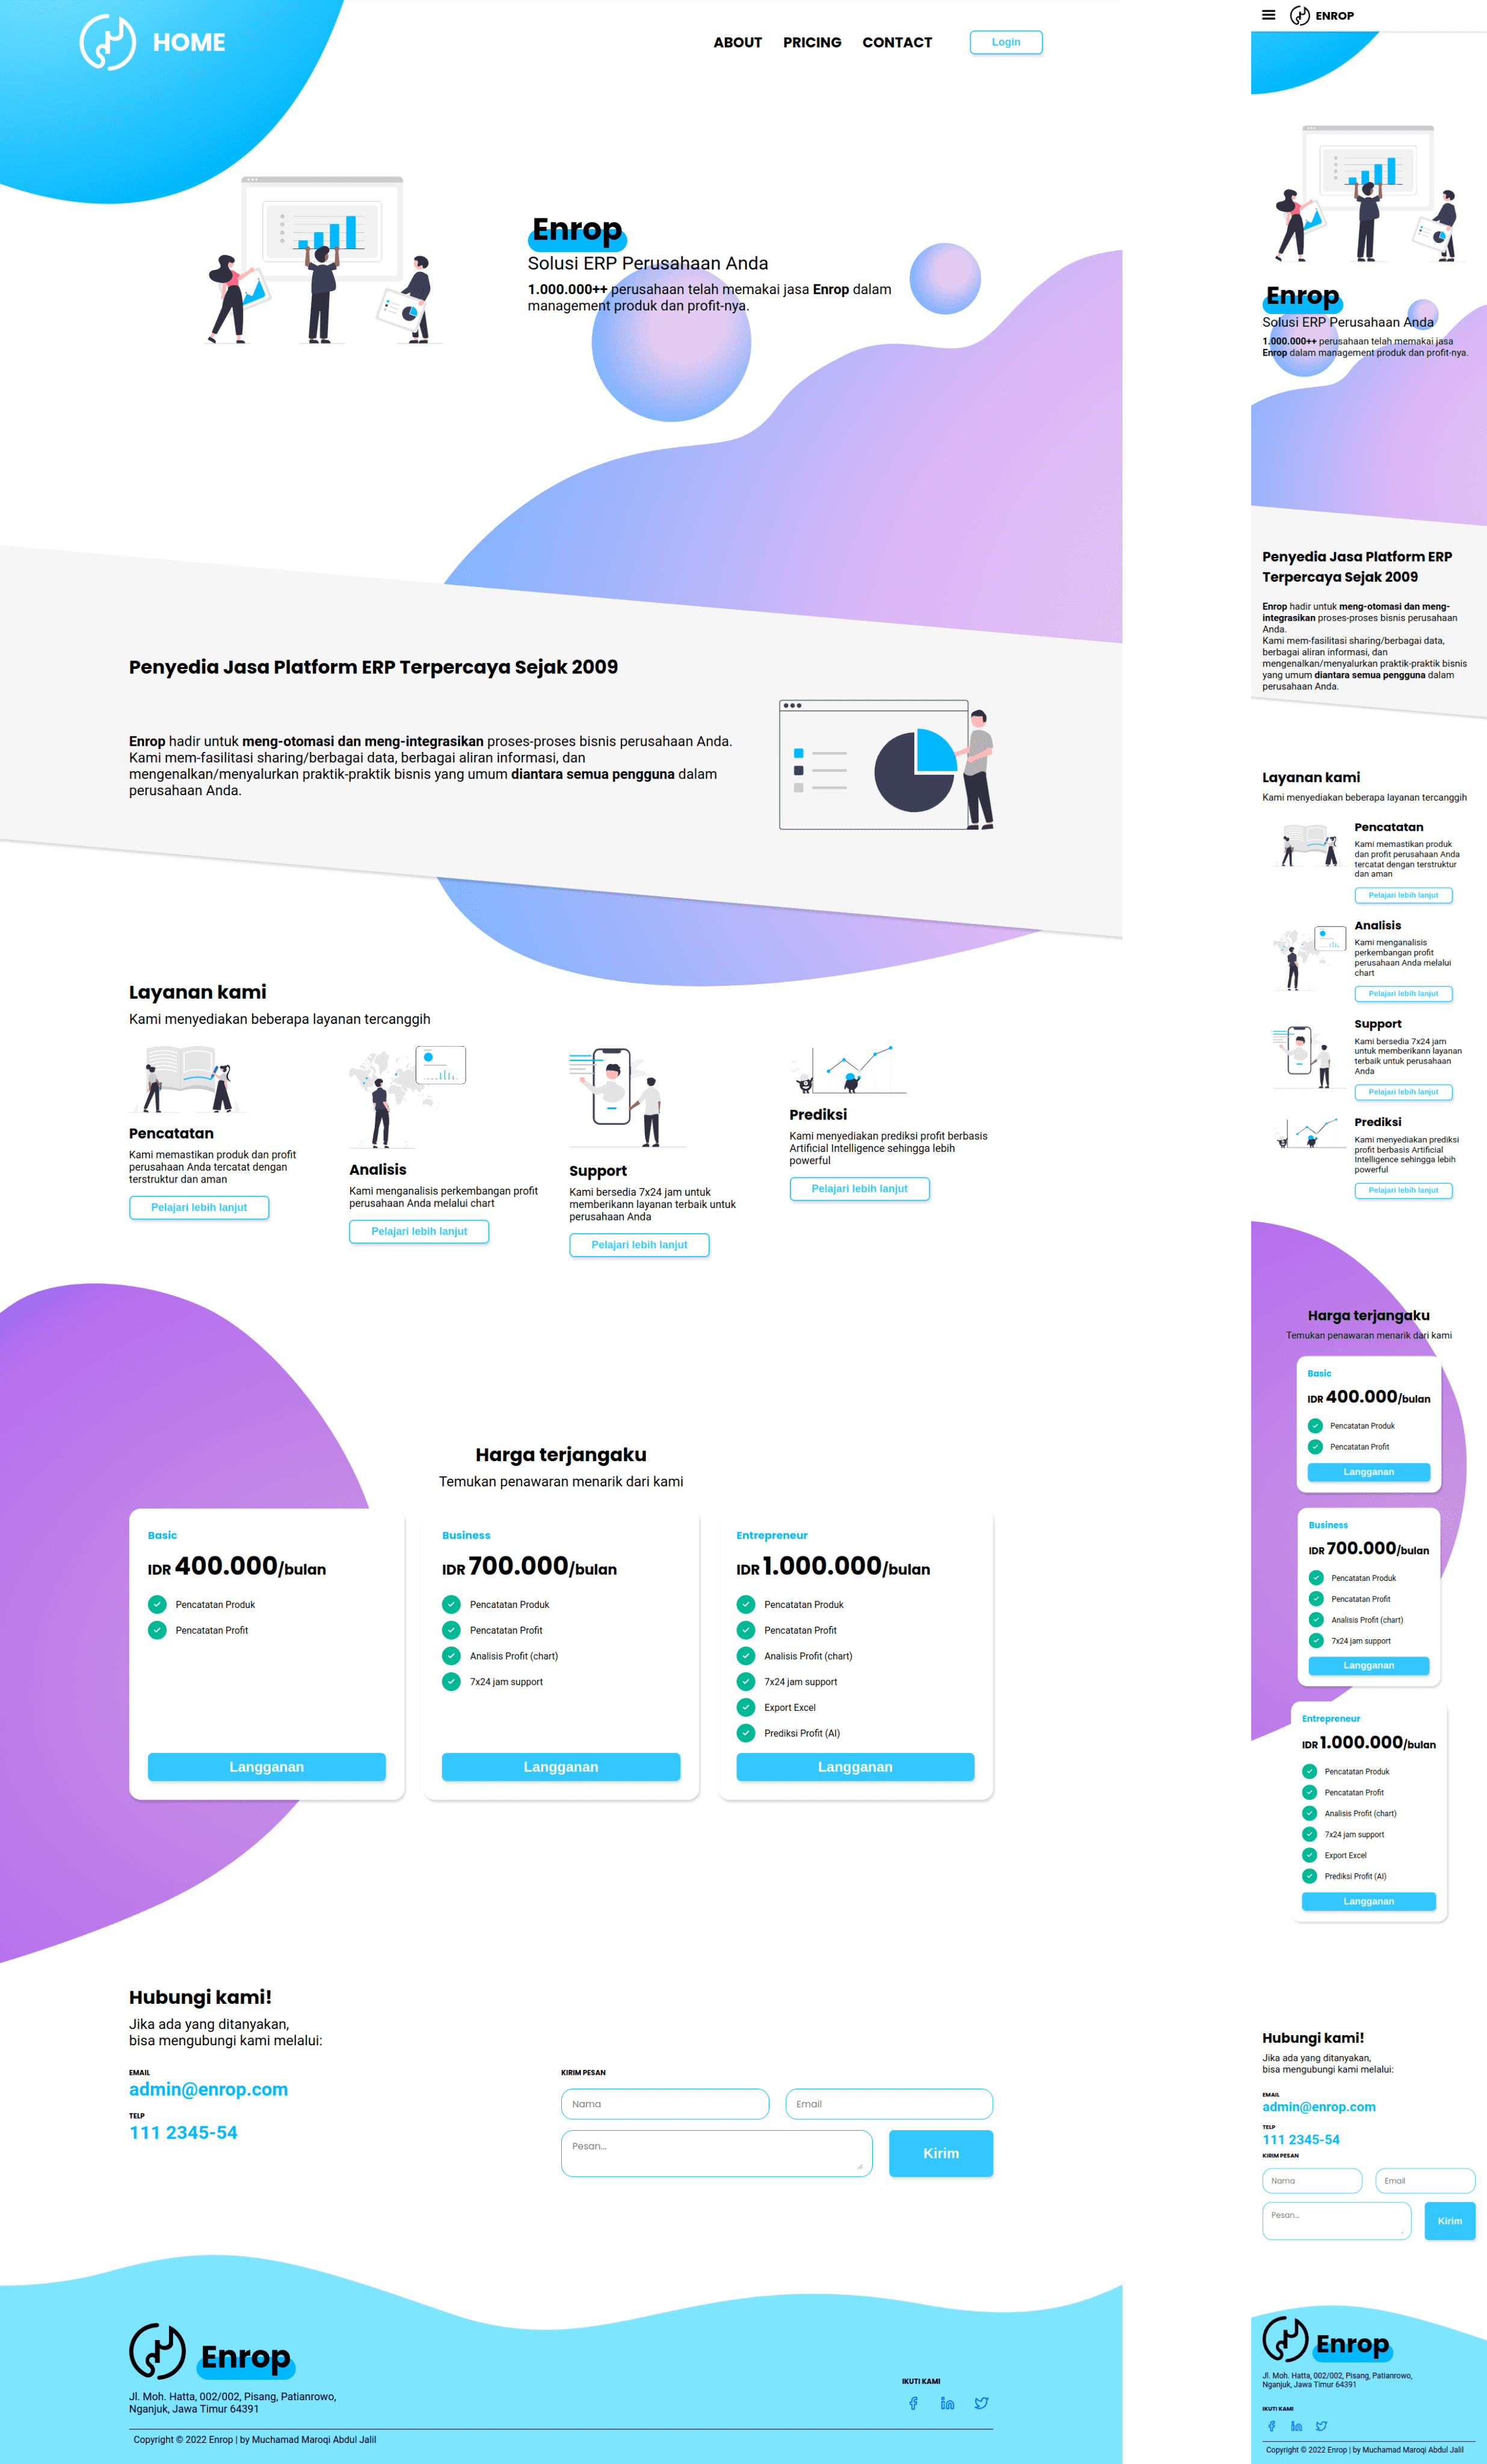 HOME
ABOUT PRICING CONTACT Login
Enrop
Solusi ERP Perusahaan Anda
1.000.000++ perusahaan telah memakai jasa Enrop dalam
management produk dan profit-nya.
Penyedia Jasa Platform ERP Terpercaya Sejak 2009
Enrop hadir untuk meng-otomasi dan meng-integrasikan proses-proses bisnis perusahaan Anda.
Kami mem-fasilitasi sharing/berbagai data, berbagai aliran informasi, dan
mengenalkan/menyalurkan praktik-praktik bisnis yang umum diantara semua pengguna dalam
perusahaan Anda.
Layanan kami
Kami menyediakan beberapa layanan tercanggih
Pencatatan
Kami memastikan produk dan profit
perusahaan Anda tercatat dengan
terstruktur dan aman
Pelajari lebih lanjut
Analisis
Kami menganalisis perkembangan profit
perusahaan Anda melalui chart
Pelajari lebih lanjut
Support
Kami bersedia 7x24 jam untuk
memberikann layanan terbaik untuk
perusahaan Anda
Pelajari lebih lanjut
Prediksi
Kami menyediakan prediksi profit berbasis
Artificial Intelligence sehingga lebih
powerful
Pelajari lebih lanjut
Harga terjangaku
Temukan penawaran menarik dari kami
Basic
IDR 400.000/bulan
Pencatatan Produk
Pencatatan Profit
Langganan
Business
IDR 700.000/bulan
Pencatatan Produk
Pencatatan Profit
Analisis Profit (chart)
7x24 jam support
Langganan
Entrepreneur
IDR 1.000.000/bulan
Pencatatan Produk
Pencatatan Profit
Analisis Profit (chart)
7x24 jam support
Export Excel
Prediksi Profit (AI)
Langganan
Hubungi kami!
Jika ada yang ditanyakan,
bisa mengubungi kami melalui:
EMAIL
admin@enrop.com
TELP
111 2345-54
KIRIM PESAN
Nama
Email
Pesan...
Kirim
Enrop
Jl. Moh. Hatta, 002/002, Pisang, Patianrowo,
Nganjuk, Jawa Timur 64391
IKUTI KAMI
Copyright © 2022 Enrop | by Muchamad Maroqi Abdul Jalil
ENROP
Enrop
Solusi ERP Perusahaan Anda
1.000.000++ perusahaan telah memakai jasa
Enrop dalam management produk dan profit-nya.
Penyedia Jasa Platform ERP
Terpercaya Sejak 2009
Enrop hadir untuk meng-otomasi dan meng-
integrasikan proses-proses bisnis perusahaan
Anda.
Kami mem-fasilitasi sharing/berbagai data,
berbagai aliran informasi, dan
mengenalkan/menyalurkan praktik-praktik bisnis
yang umum diantara semua pengguna dalam
perusahaan Anda.
Layanan kami
Kami menyediakan beberapa layanan tercanggih
Pencatatan
Kami memastikan produk
dan profit perusahaan Anda
tercatat dengan terstruktur
dan aman
Pelajari lebih lanjut
Analisis
Kami menganalisis
perkembangan profit
perusahaan Anda melalui
chart
Pelajari lebih lanjut
Support
Kami bersedia 7x24 jam
untuk memberikann layanan
terbaik untuk perusahaan
Anda
Pelajari lebih lanjut
Prediksi
Kami menyediakan prediksi
profit berbasis Artificial
Intelligence sehingga lebih
powerful
Pelajari lebih lanjut
Harga terjangaku
Temukan penawaran menarik dari kami
Basic
IDR 400.000/bulan
Pencatatan Produk
Pencatatan Profit
Langganan
Business
IDR 700.000/bulan
Pencatatan Produk
Pencatatan Profit
Analisis Profit (chart)
7x24 jam support
Langganan
Entrepreneur
IDR 1.000.000/bulan
Pencatatan Produk
Pencatatan Profit
Analisis Profit (chart)
7x24 jam support
Export Excel
Prediksi Profit (AI)
Langganan
Hubungi kami!
Jika ada yang ditanyakan,
bisa mengubungi kami melalui:
EMAIL
admin@enrop.com
TELP
111 2345-54
KIRIM PESAN
Nama
Email
Pesan...
Kirim
Enrop
Jl. Moh. Hatta, 002/002, Pisang, Patianrowo,
Nganjuk, Jawa Timur 64391
IKUTI KAMI
Copyright © 2022 Enrop | by Muchamad Maroqi Abdul Jalil